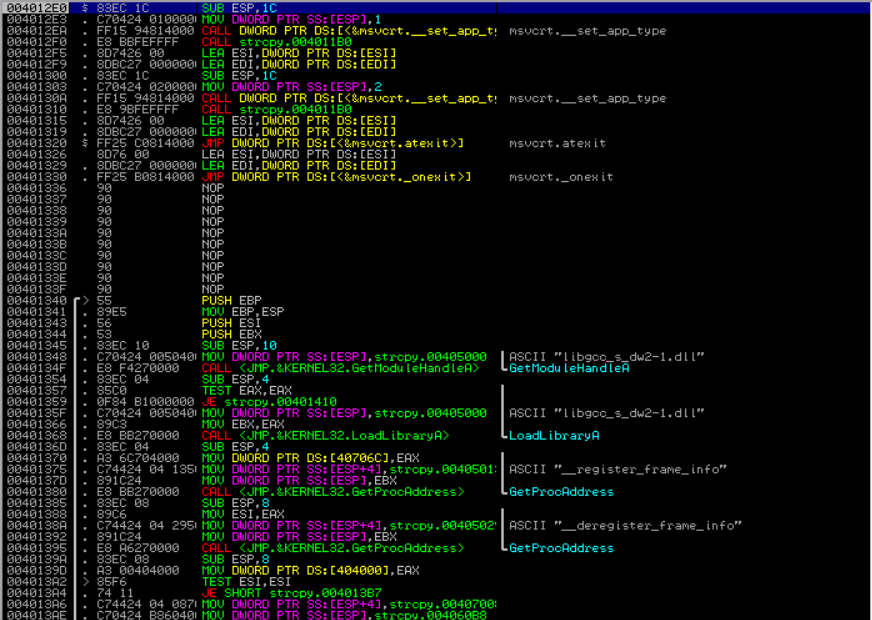 004012E0 $ 83EC 1C SUB ESP,1C
004012E3 . C70424 0100000 MOV DWORD PTR SS:[ESP],1
004012EA . FF15 94814000 CALL DWORD PTR DS:[<&msvcrt.__set_app_t msvcrt.__set_app_type
004012F0 . E8 BBFEFFFF CALL strcpy.004011B0
004012F5 . 8D7426 00 LEA ESI,DWORD PTR DS:[ESI]
004012F9 . 8DBC27 000000 LEA EDI,DWORD PTR DS:[EDI]
00401300 . 83EC 1C SUB ESP,1C
00401303 . C70424 020000 MOV DWORD PTR SS:[ESP],2
0040130A . FF15 94814000 CALL DWORD PTR DS:[<&msvcrt.__set_app_t msvcrt.__set_app_type
00401310 . E8 9BFEFFFF CALL strcpy.004011B0
00401315 . 8D7426 00 LEA ESI,DWORD PTR DS:[ESI]
00401319 . 8DBC27 000000 LEA EDI,DWORD PTR DS:[EDI]
00401320 $ FF25 C0814000 JMP DWORD PTR DS:[<&msvcrt.atexit>] msvcrt.atexit
00401326 8D76 00 LEA ESI,DWORD PTR DS:[ESI]
00401329 . 8DBC27 000000 LEA EDI,DWORD PTR DS:[EDI]
00401330 . FF25 B0814000 JMP DWORD PTR DS:[<&msvcrt._onexit>] msvcrt._onexit
00401336 90 NOP
00401337 90 NOP
00401338 90 NOP
00401339 90 NOP
0040133A 90 NOP
0040133B 90 NOP
0040133C 90 NOP
0040133D 90 NOP
0040133E 90 NOP
0040133F 90 NOP
00401340 > 55 PUSH EBP
00401341 . 89E5 MOV EBP,ESP
00401343 . 56 PUSH ESI
00401344 . 53 PUSH EBX
00401345 . 83EC 10 SUB ESP,10
00401348 . C70424 005040 MOV DWORD PTR SS:[ESP],strcpy.00405000 ASCII "libgcc_s_dw2-1.dll"
0040134F . E8 F4270000 CALL <JMP.&KERNEL32.GetModuleHandleA> GetModuleHandleA
00401354 . 83EC 04 SUB ESP,4
00401357 . 85C0 TEST EAX,EAX
00401359 . 0F84 B1000000 JE strcpy.00401410
0040135F . C70424 005040 MOV DWORD PTR SS:[ESP],strcpy.00405000 ASCII "libgcc_s_dw2-1.dll"
00401366 . 89C3 MOV EBX,EAX
00401368 . E8 BB270000 CALL <JMP.&KERNEL32.LoadLibraryA> LoadLibraryA
0040136D . 83EC 04 SUB ESP,4
00401370 . A3 6C704000 MOV DWORD PTR DS:[40706C],EAX
00401375 . C74424 04 135 MOV DWORD PTR SS:[ESP+4],strcpy.0040501 ASCII "__register_frame_info"
0040137D . 891C24 MOV DWORD PTR SS:[ESP],EBX
00401380 . E8 BB270000 CALL <JMP.&KERNEL32.GetProcAddress> GetProcAddress
00401385 . 83EC 08 SUB ESP,8
00401388 . 89C6 MOV ESI,EAX
0040138A . C74424 04 295 MOV DWORD PTR SS:[ESP+4],strcpy.0040502 ASCII "__deregister_frame_info"
00401392 . 891C24 MOV DWORD PTR SS:[ESP],EBX
00401395 . E8 A6270000 CALL <JMP.&KERNEL32.GetProcAddress> GetProcAddress
0040139A . 83EC 08 SUB ESP,8
0040139D . A3 00404000 MOV DWORD PTR DS:[404000],EAX
004013A2 > 85F6 TEST ESI,ESI
004013A4 . 74 11 JE SHORT strcpy.004013B7
004013A6 . C74424 04 087 MOV DWORD PTR SS:[ESP+4],strcpy.0040700
004013AE . C70424 B86040 MOV DWORD PTR SS:[ESP],strcpy.004060B8